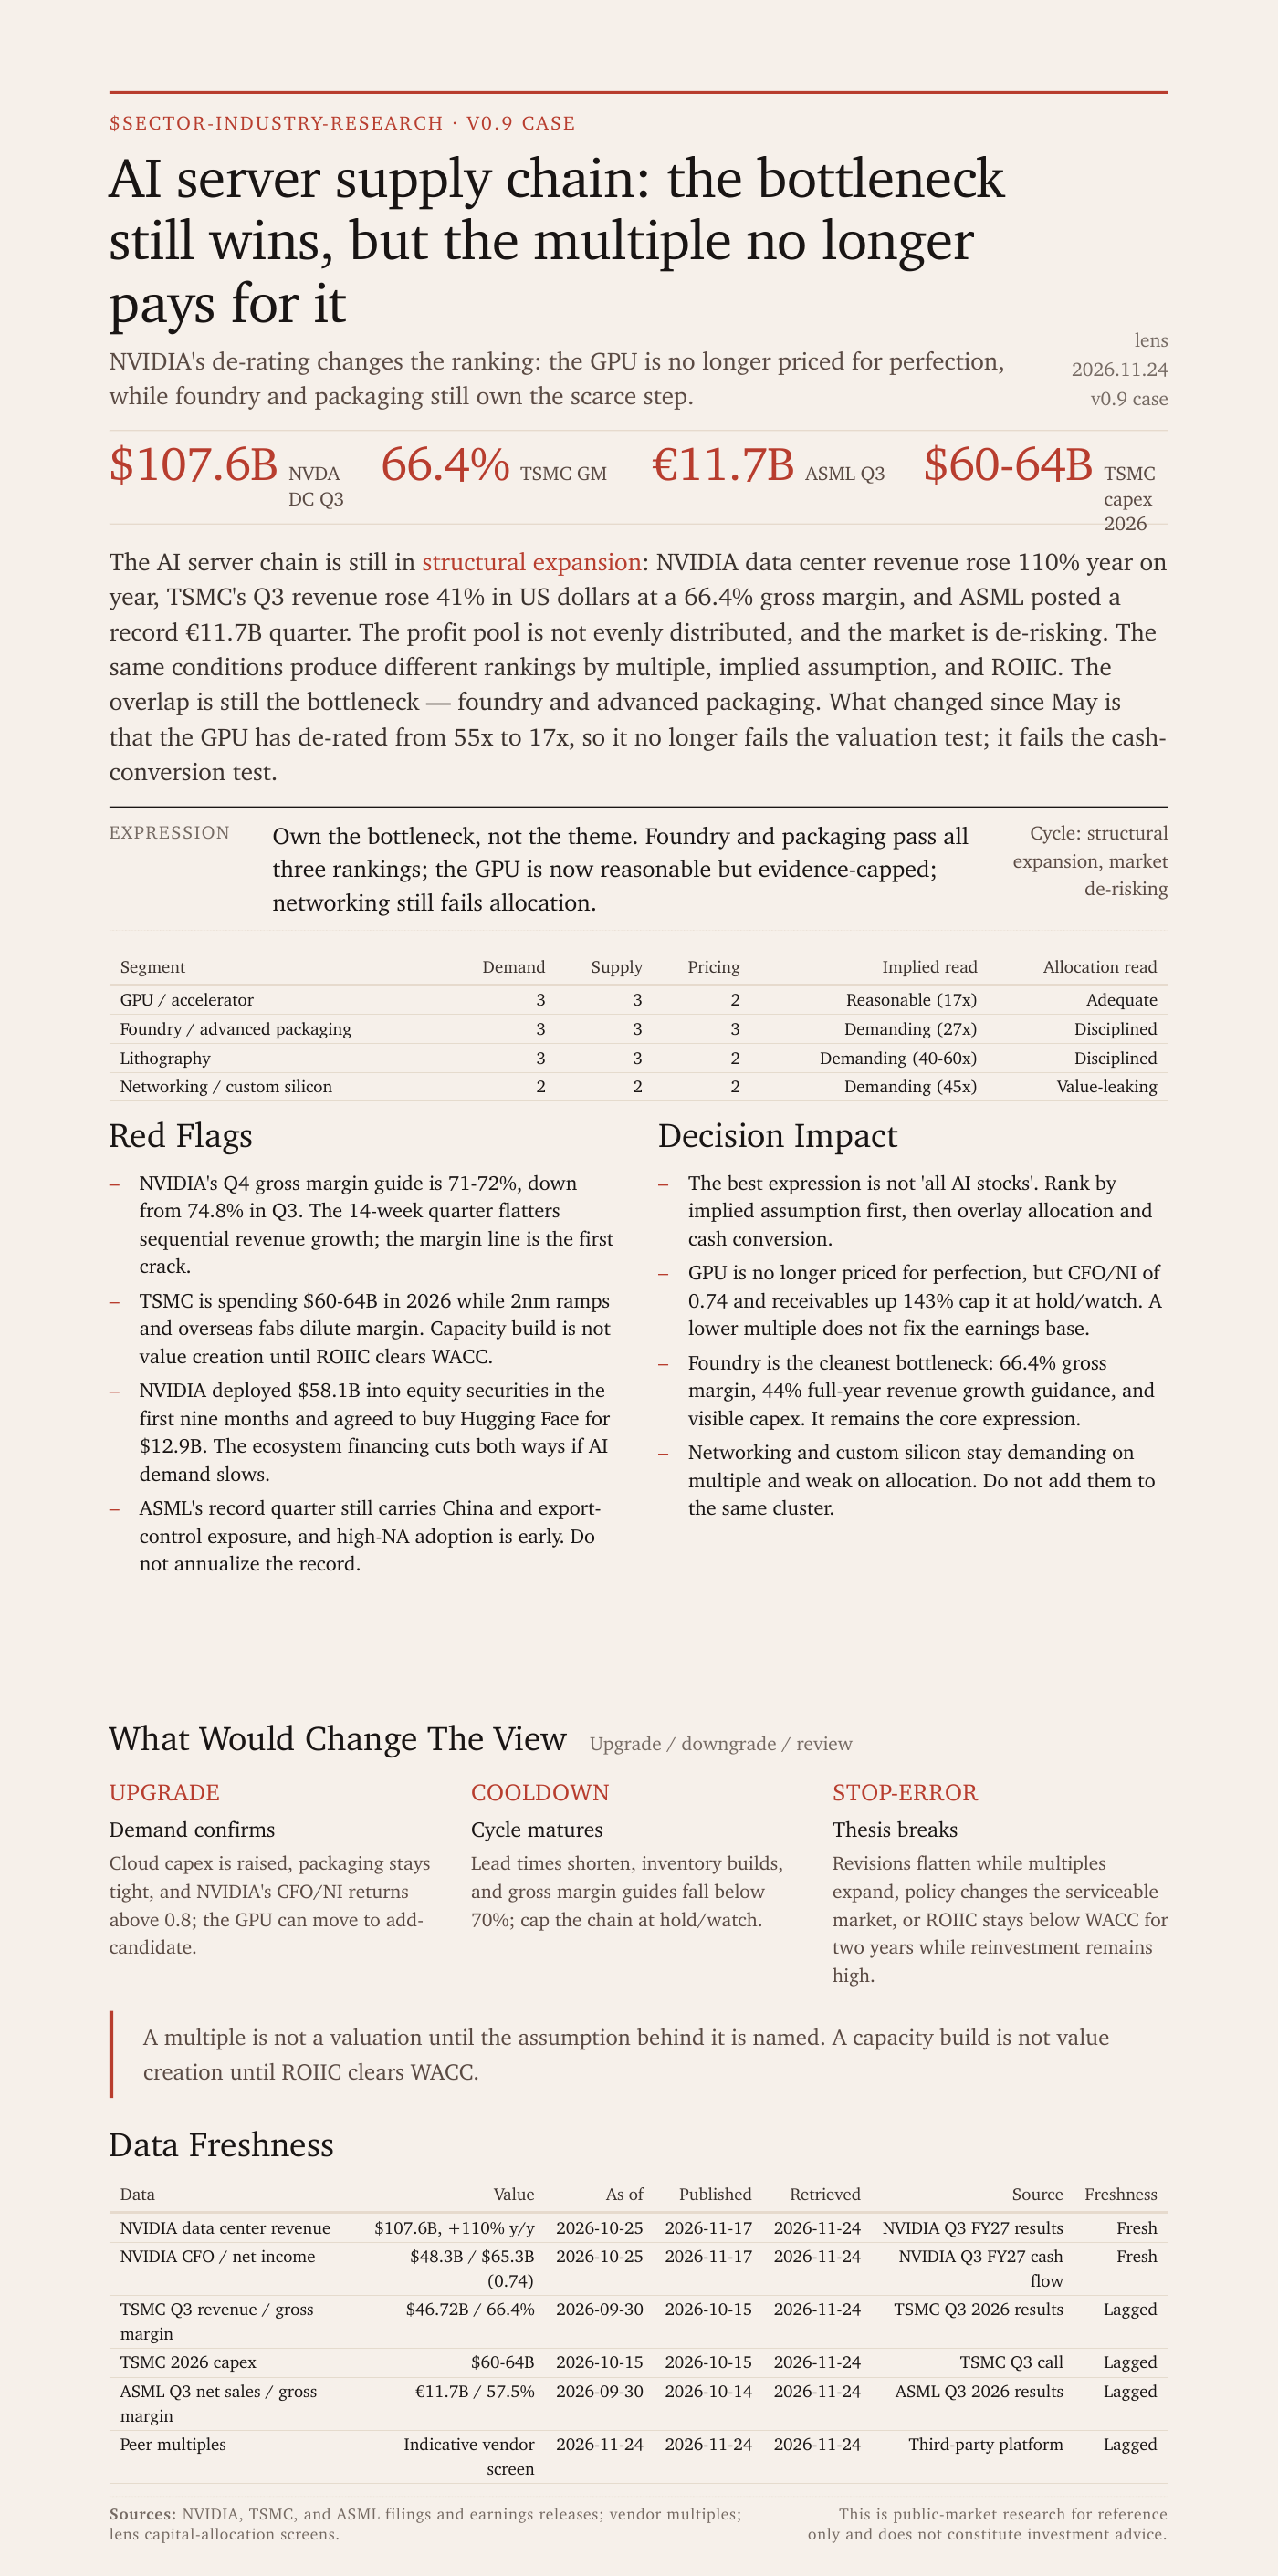 $SECTOR-INDUSTRY-RESEARCH · V0.9 CASE
AI server supply chain: the bottleneck
still wins, but the multiple no longer
pays for it
NVIDIA's de-rating changes the ranking: the GPU is no longer priced for perfection,
while foundry and packaging still own the scarce step.
lens
2026.11.24
v0.9 case
$107.6B NVDA
DC Q3
66.4% TSMC GM
€11.7B ASML Q3
$60-64B TSMC
capex
2026
The AI server chain is still in structural expansion: NVIDIA data center revenue rose 110% year on
year, TSMC's Q3 revenue rose 41% in US dollars at a 66.4% gross margin, and ASML posted a
record €11.7B quarter. The profit pool is not evenly distributed, and the market is de-risking. The
same conditions produce different rankings by multiple, implied assumption, and ROIIC. The
overlap is still the bottleneck — foundry and advanced packaging. What changed since May is
that the GPU has de-rated from 55x to 17x, so it no longer fails the valuation test; it fails the cash-
conversion test.
EXPRESSION
Own the bottleneck, not the theme. Foundry and packaging pass all
three rankings; the GPU is now reasonable but evidence-capped;
networking still fails allocation.
Cycle: structural
expansion, market
de-risking
Segment Demand Supply Pricing Implied read Allocation read
GPU / accelerator 3 3 2 Reasonable (17x) Adequate
Foundry / advanced packaging 3 3 3 Demanding (27x) Disciplined
Lithography 3 3 2 Demanding (40-60x) Disciplined
Networking / custom silicon 2 2 2 Demanding (45x) Value-leaking
Red Flags
– NVIDIA's Q4 gross margin guide is 71-72%, down
from 74.8% in Q3. The 14-week quarter flatters
sequential revenue growth; the margin line is the first
crack.
– TSMC is spending $60-64B in 2026 while 2nm ramps
and overseas fabs dilute margin. Capacity build is not
value creation until ROIIC clears WACC.
– NVIDIA deployed $58.1B into equity securities in the
first nine months and agreed to buy Hugging Face for
$12.9B. The ecosystem financing cuts both ways if AI
demand slows.
– ASML's record quarter still carries China and export-
control exposure, and high-NA adoption is early. Do
not annualize the record.
Decision Impact
– The best expression is not 'all AI stocks'. Rank by
implied assumption first, then overlay allocation and
cash conversion.
– GPU is no longer priced for perfection, but CFO/NI of
0.74 and receivables up 143% cap it at hold/watch. A
lower multiple does not fix the earnings base.
– Foundry is the cleanest bottleneck: 66.4% gross
margin, 44% full-year revenue growth guidance, and
visible capex. It remains the core expression.
– Networking and custom silicon stay demanding on
multiple and weak on allocation. Do not add them to
the same cluster.
What Would Change The View Upgrade / downgrade / review
UPGRADE
Demand confirms
Cloud capex is raised, packaging stays
tight, and NVIDIA's CFO/NI returns
above 0.8; the GPU can move to add-
candidate.
COOLDOWN
Cycle matures
Lead times shorten, inventory builds,
and gross margin guides fall below
70%; cap the chain at hold/watch.
STOP-ERROR
Thesis breaks
Revisions flatten while multiples
expand, policy changes the serviceable
market, or ROIIC stays below WACC for
two years while reinvestment remains
high.
A multiple is not a valuation until the assumption behind it is named. A capacity build is not value
creation until ROIIC clears WACC.
Data Freshness
Data Value As of Published Retrieved Source Freshness
NVIDIA data center revenue $107.6B, +110% y/y 2026-10-25 2026-11-17 2026-11-24 NVIDIA Q3 FY27 results Fresh
NVIDIA CFO / net income $48.3B / $65.3B 2026-10-25 2026-11-17 2026-11-24 NVIDIA Q3 FY27 cash Fresh
(0.74) flow
TSMC Q3 revenue / gross $46.72B / 66.4% 2026-09-30 2026-10-15 2026-11-24 TSMC Q3 2026 results Lagged
margin
TSMC 2026 capex $60-64B 2026-10-15 2026-10-15 2026-11-24 TSMC Q3 call Lagged
ASML Q3 net sales / gross €11.7B / 57.5% 2026-09-30 2026-10-14 2026-11-24 ASML Q3 2026 results Lagged
margin
Peer multiples Indicative vendor 2026-11-24 2026-11-24 2026-11-24 Third-party platform Lagged
screen
Sources: NVIDIA, TSMC, and ASML filings and earnings releases; vendor multiples;
lens capital-allocation screens.
This is public-market research for reference
only and does not constitute investment advice.